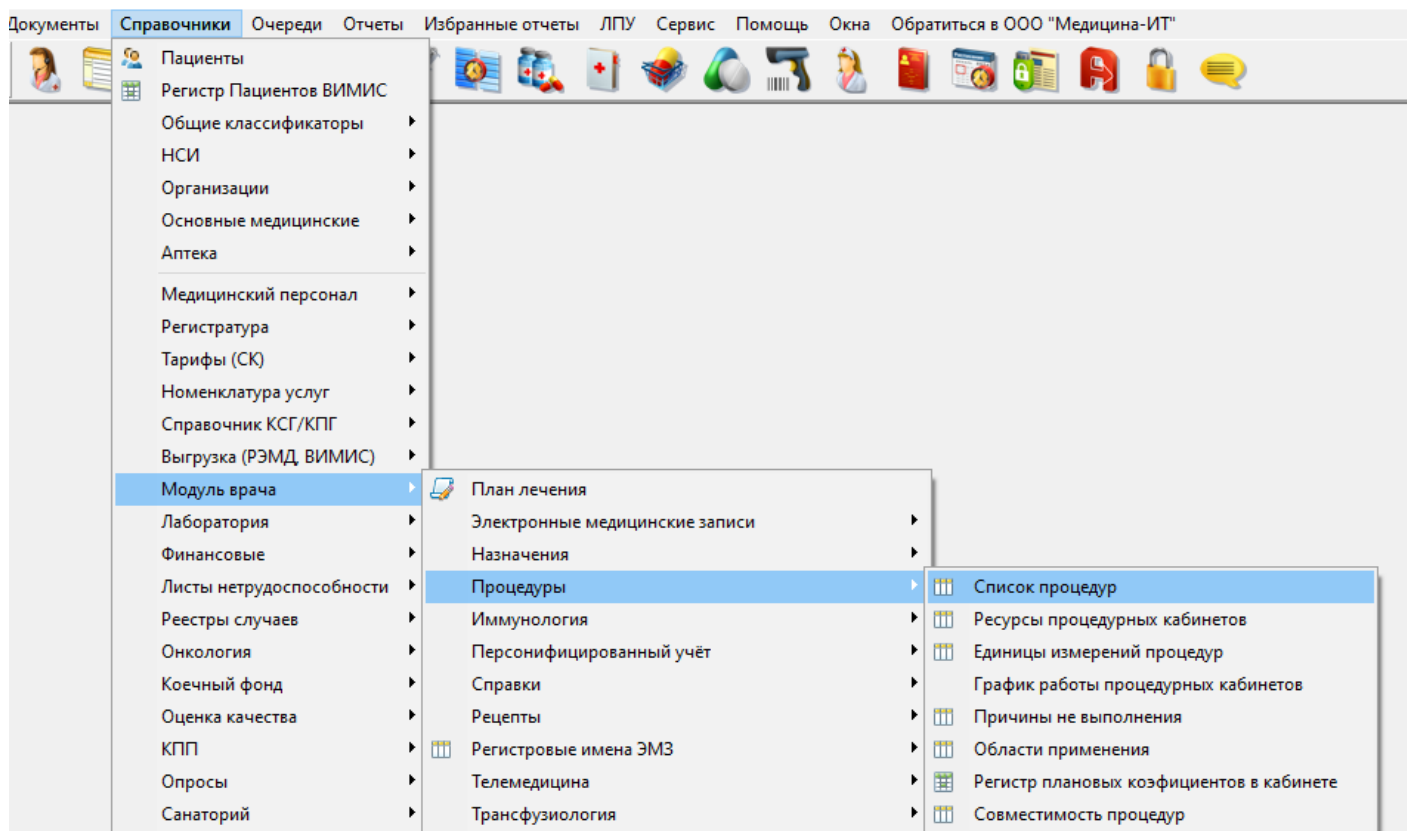 Документы Справочники Очереди Отчеты Избранные отчеты ЛПУ Сервис Помощь Окна Обратиться в ООО "Медицина-ИТ"
Пациенты
Регистр Пациентов ВИМИС
Общие классификаторы
НСИ
Организации
Основные медицинские
Аптека
Медицинский персонал
Регистратура
Тарифы (СК)
Номенклатура услуг
Справочник КСГ/КПГ
Выгрузка (РЭМД, ВИМИС)
Модуль врача
Лаборатория
Финансовые
Листы нетрудоспособности
Реестры случаев
Онкология
Коечный фонд
Оценка качества
КПП
Опросы
Санаторий
План лечения
Электронные медицинские записи
Назначения
Процедуры
Иммунология
Персонифицированный учёт
Справки
Рецепты
Регистровые имена ЭМЗ
Телемедицина
Трансфузиология
Список процедур
Ресурсы процедурных кабинетов
Единицы измерений процедур
График работы процедурных кабинетов
Причины не выполнения
Области применения
Регистр плановых коэфициентов в кабинете
Совместимость процедур